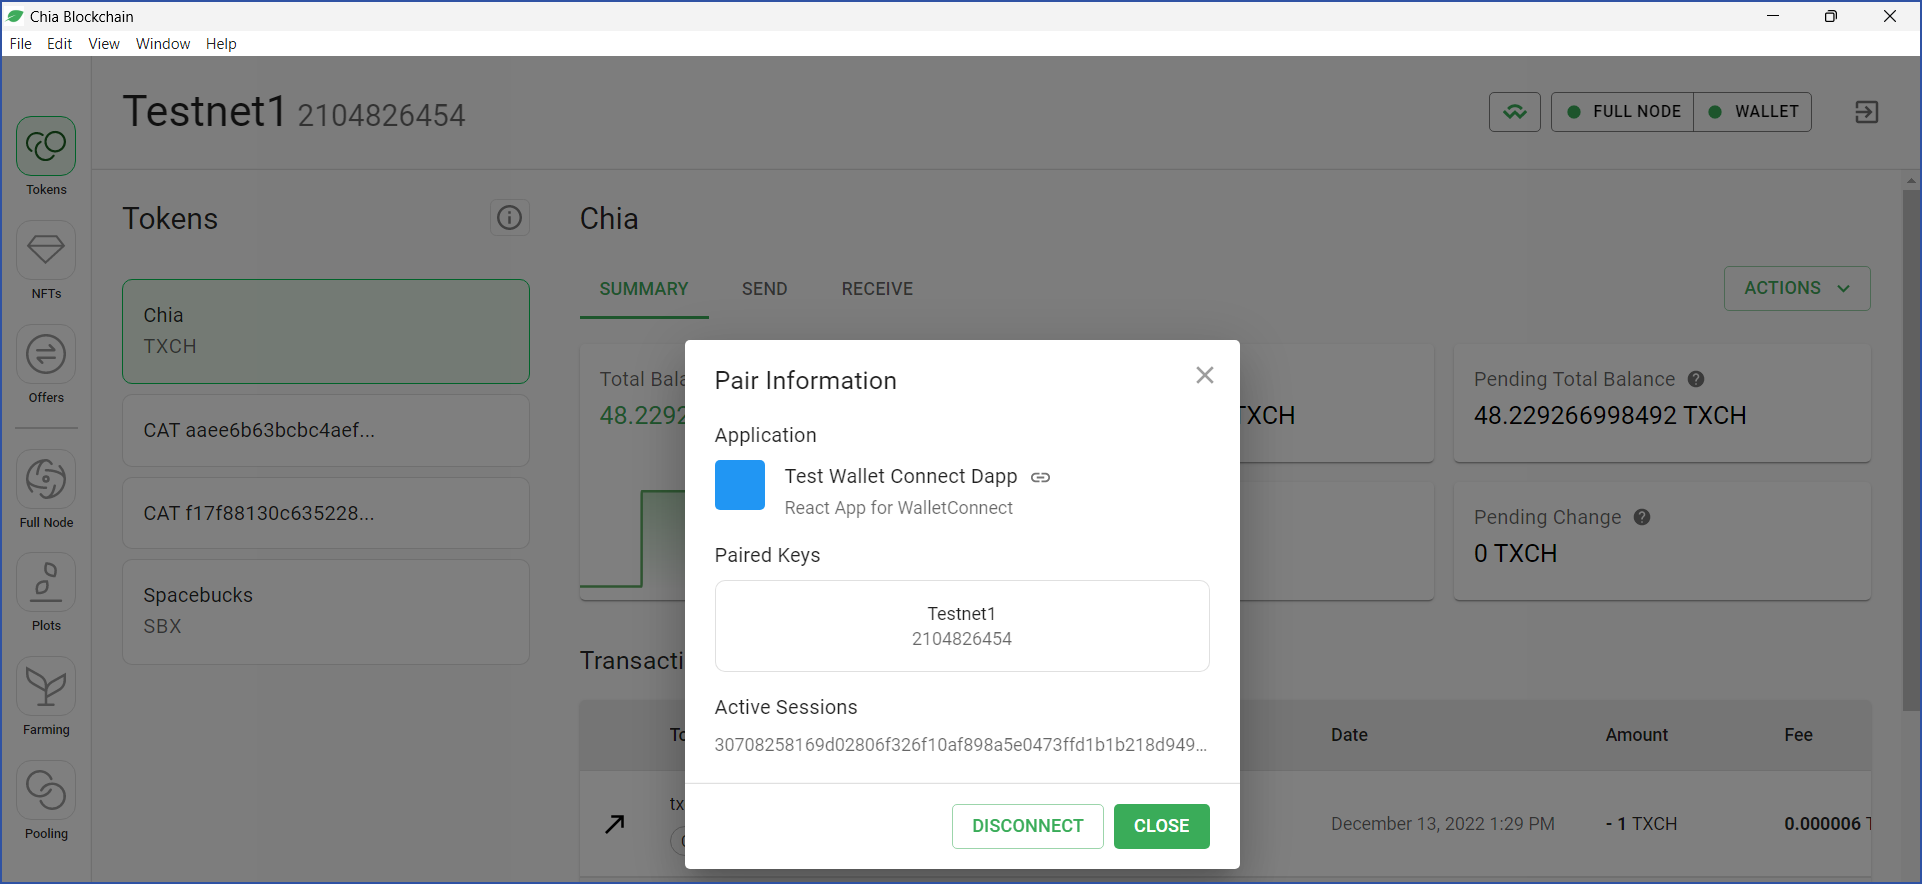 Chia Blockchain
File Edit View Window Help
Testnet1 2104826454
FULL NODE
WALLET
Tokens
NFTs
Offers
Full Node
Plots
Farming
Pooling
Tokens
Chia
TXCH
CAT aaee6b63bcbc4aef...
CAT f17f88130c635228...
Spacebucks
SBX
Chia
SUMMARY SEND RECEIVE
ACTIONS
Total Bala
48.2292
TXCH
Pending Total Balance
48.229266998492 TXCH
Pending Change
0 TXCH
Transacti
To
Date Amount Fee
tx
December 13, 2022 1:29 PM - 1 TXCH 0.000006
Pair Information
Application
Test Wallet Connect Dapp
React App for WalletConnect
Paired Keys
Testnet1
2104826454
Active Sessions
30708258169d02806f326f10af898a5e0473ffd1b1b218d949...
DISCONNECT CLOSE